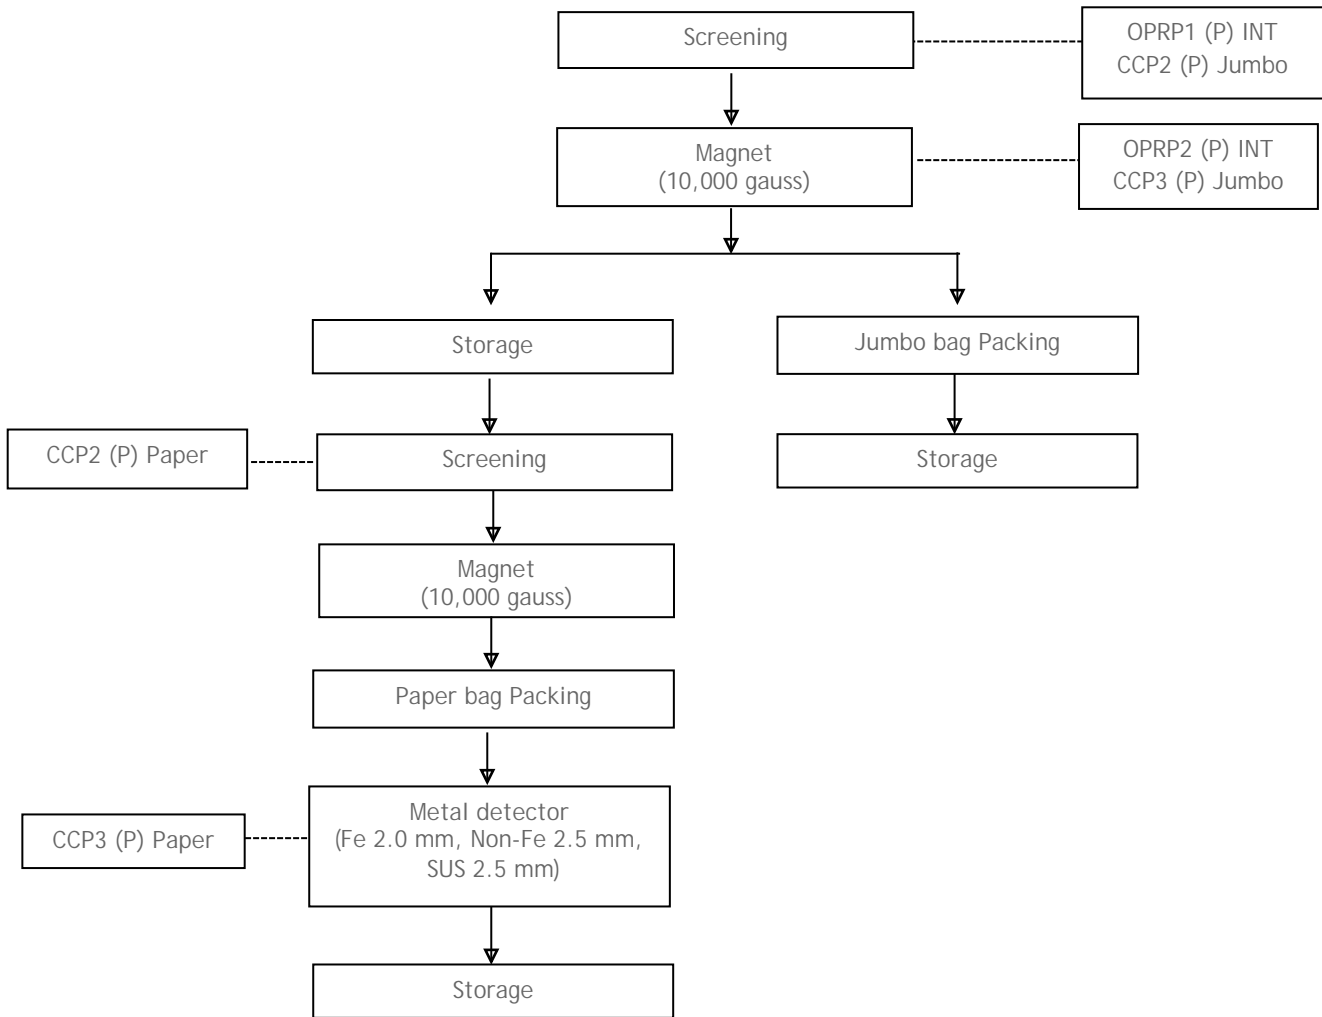 Screening
OPRP1 (P) INT
CCP2 (P) Jumbo
Magnet
(10,000 gauss)
OPRP2 (P) INT
CCP3 (P) Jumbo
Storage
Jumbo bag Packing
CCP2 (P) Paper
Screening
Storage
Magnet
(10,000 gauss)
Paper bag Packing
CCP3 (P) Paper
Metal detector
(Fe 2.0 mm, Non-Fe 2.5 mm,
SUS 2.5 mm)
Storage